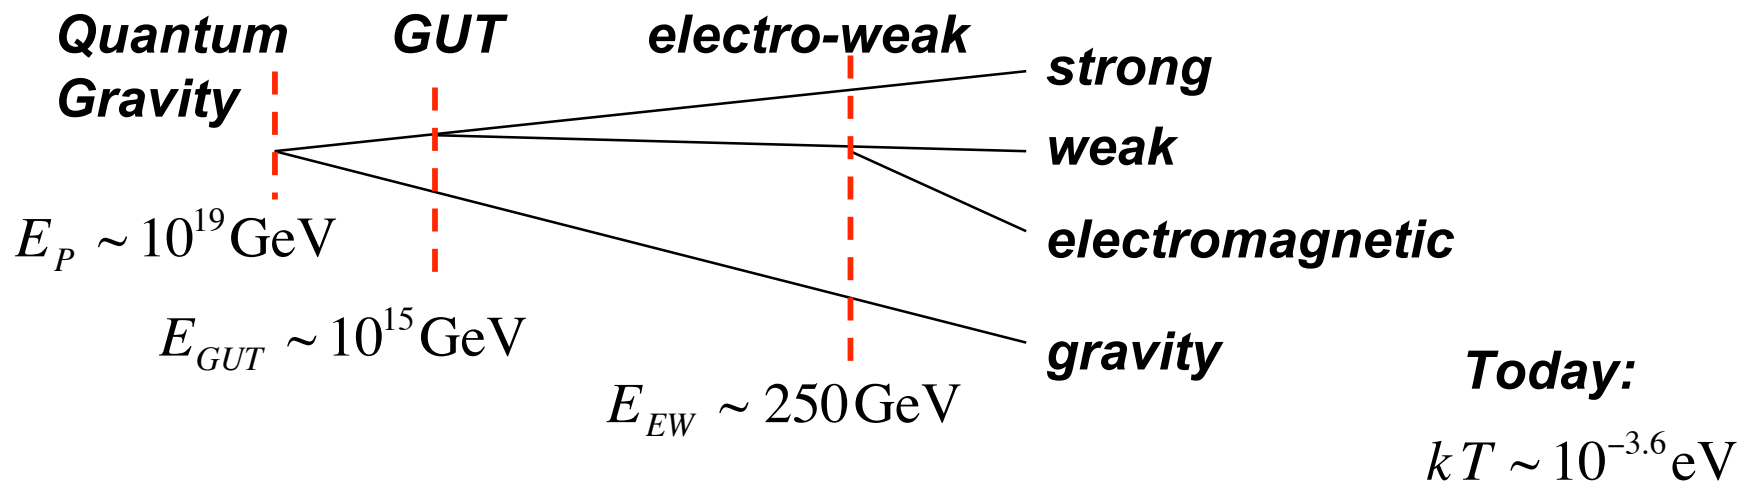 Quantum
Gravity
GUT
electro-weak
strong
weak
electromagnetic
gravity
E_P ~ 10^19 GeV
E_GUT ~ 10^15 GeV
E_EW ~ 250 GeV
Today:
kT ~ 10^−3.6 eV